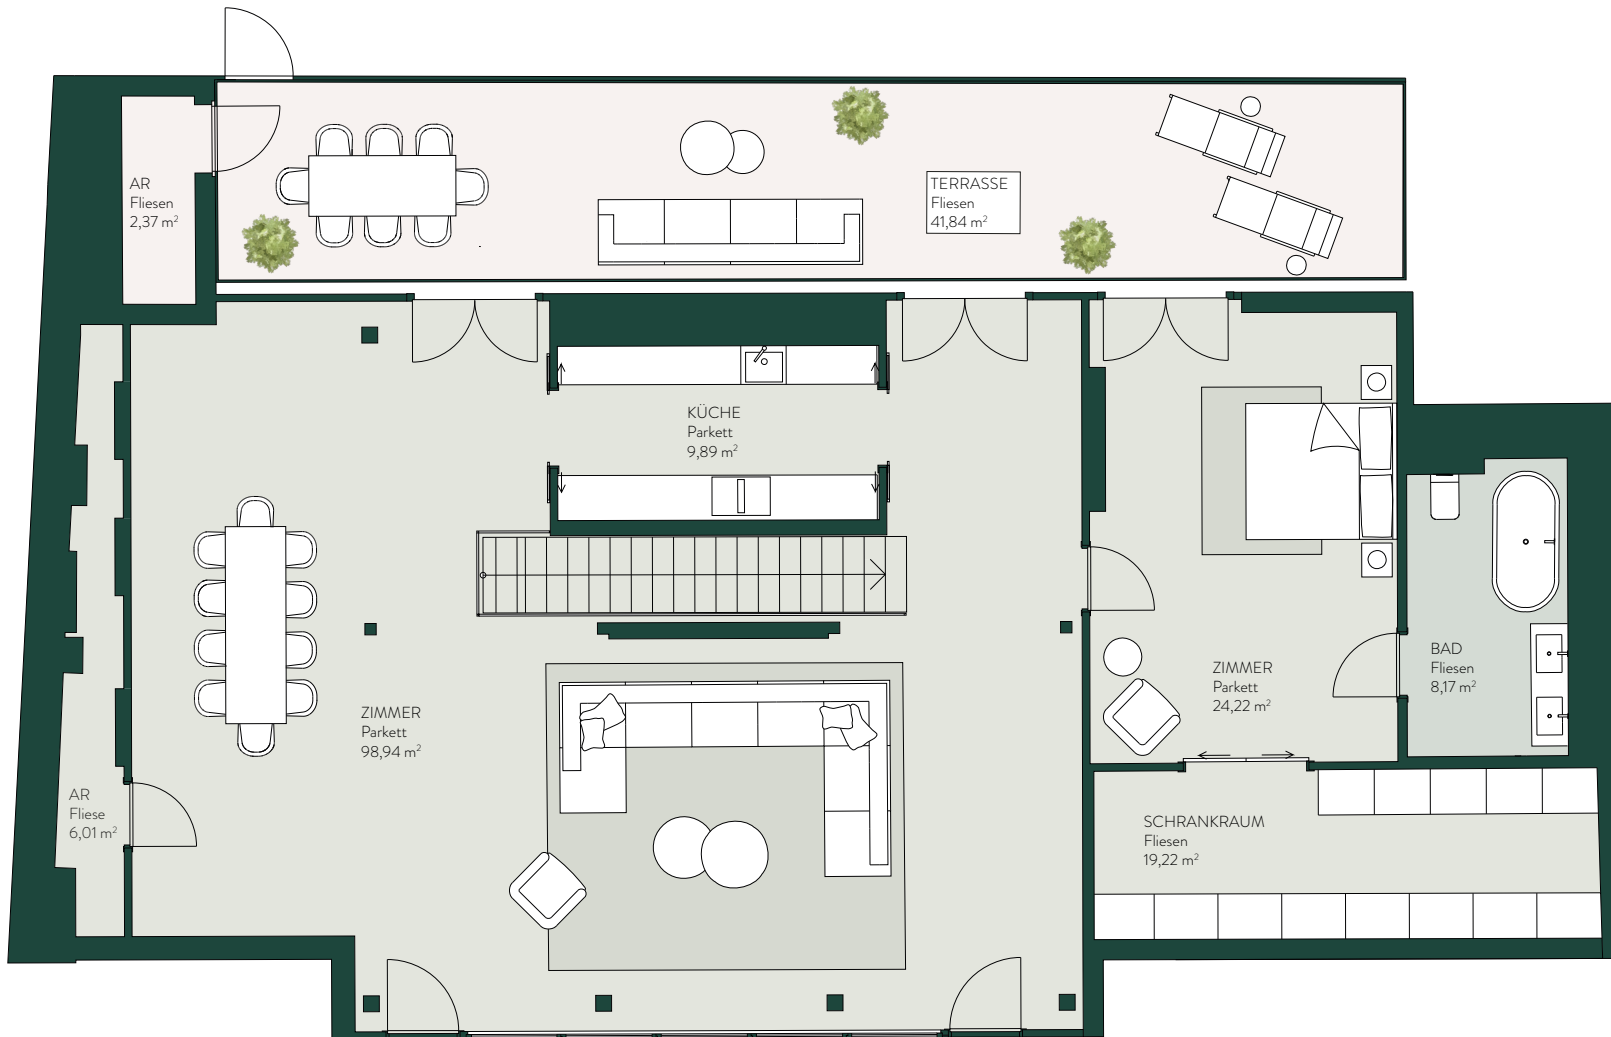 AR
Fliesen
2,37 m²
TERRASSE
Fliesen
41,84 m²
KÜCHE
Parkett
9,89 m²
ZIMMER
Parkett
98,94 m²
ZIMMER
Parkett
24,22 m²
BAD
Fliesen
8,17 m²
AR
Fliese
6,01 m²
SCHRANKRAUM
Fliesen
19,22 m²